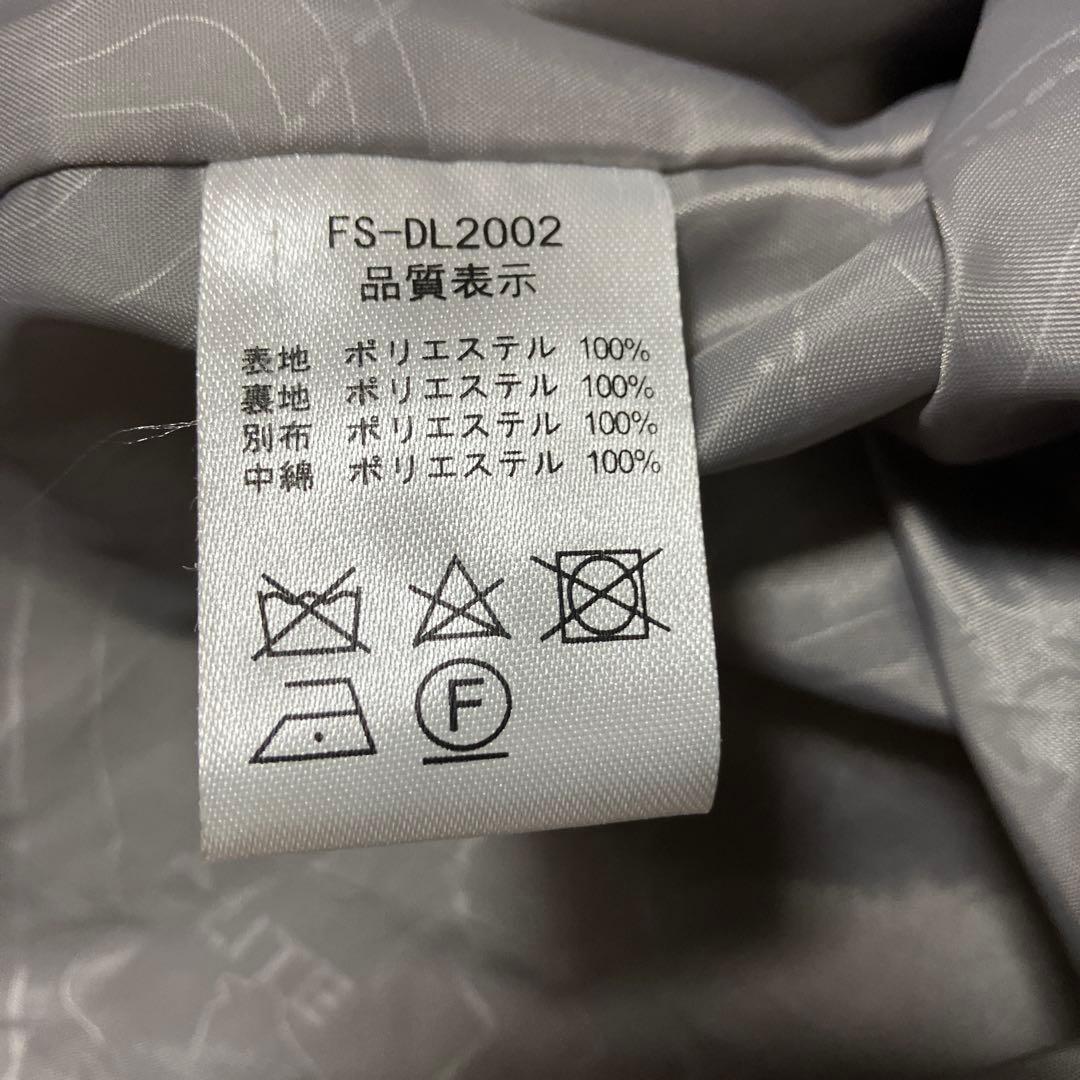 FS-DL2002
品質表示
表地 ポリエステル 100%
裏地 ポリエステル 100%
別布 ポリエステル 100%
中綿 ポリエステル 100%
F
LITE